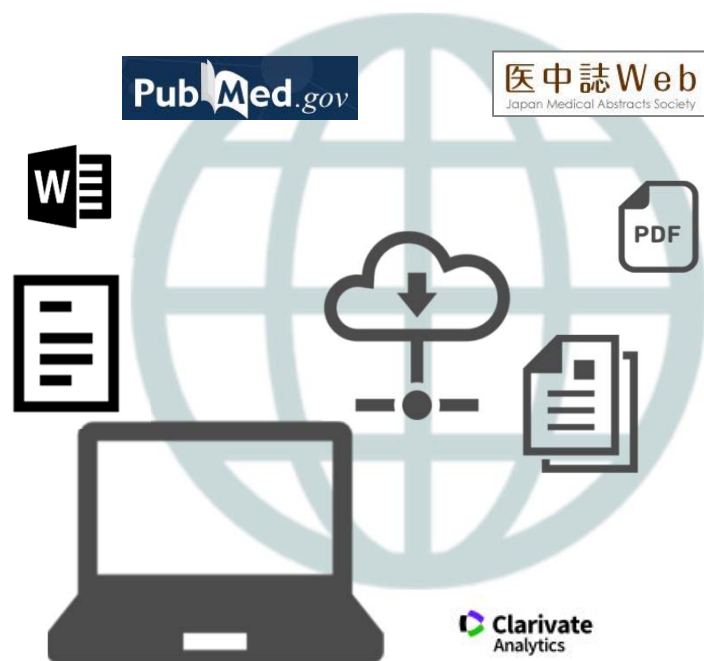 PubMed.gov
医中誌Web
Japan Medical Abstracts Society
W
PDF
Clarivate
Analytics